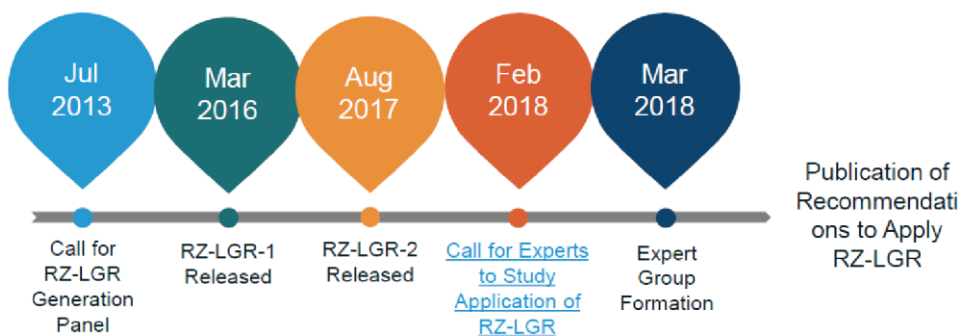 Jul
2013
Mar
2016
Aug
2017
Feb
2018
Mar
2018
Call for
RZ-LGR
Generation
Panel
RZ-LGR-1
Released
RZ-LGR-2
Released
Call for Experts
to Study
Application of
RZ-LGR
Expert
Group
Formation
Publication of
Recommendati
ons to Apply
RZ-LGR